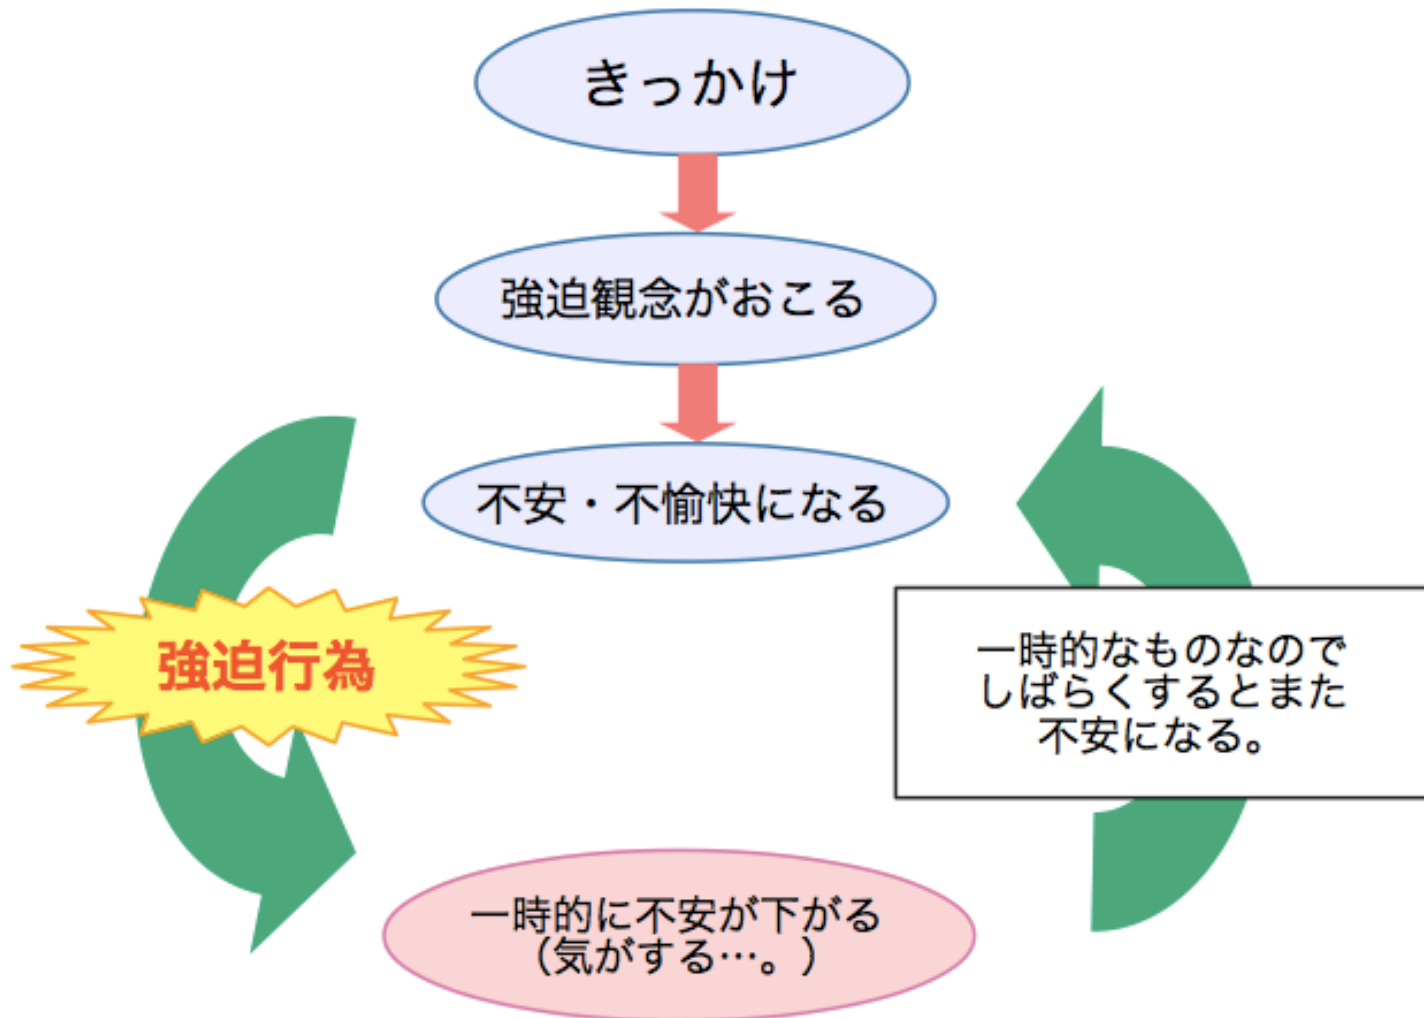 きっかけ
強迫観念がおこる
不安・不愉快になる
強迫行為
一時的なものなので
しばらくするとまた
不安になる。
一時的に不安が下がる
（気がする…。）